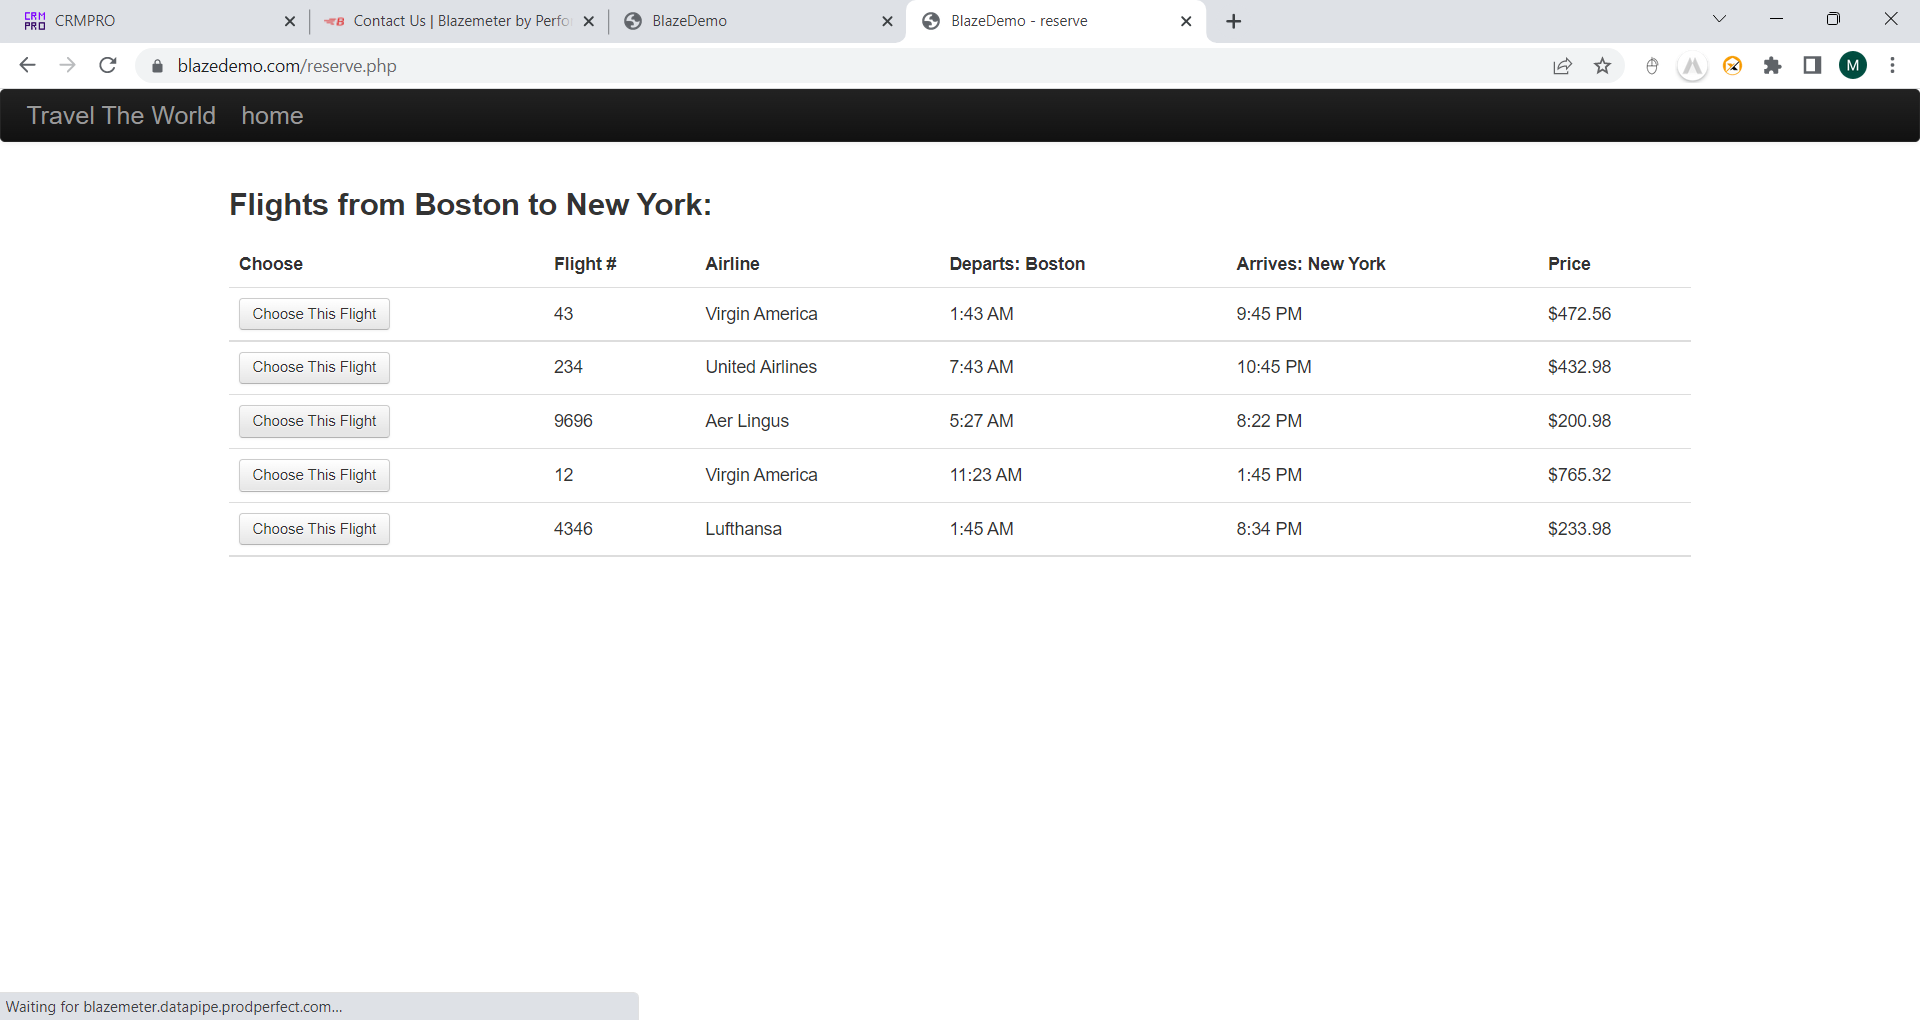 CRM PRO CRMPRO Contact Us | Blazemeter by Perfo BlazeDemo BlazeDemo - reserve
blazedemo.com/reserve.php M
Travel The World home
Flights from Boston to New York:
Choose Flight # Airline Departs: Boston Arrives: New York Price
Choose This Flight 43 Virgin America 1:43 AM 9:45 PM $472.56
Choose This Flight 234 United Airlines 7:43 AM 10:45 PM $432.98
Choose This Flight 9696 Aer Lingus 5:27 AM 8:22 PM $200.98
Choose This Flight 12 Virgin America 11:23 AM 1:45 PM $765.32
Choose This Flight 4346 Lufthansa 1:45 AM 8:34 PM $233.98
Waiting for blazemeter.datapipe.prodperfect.com...